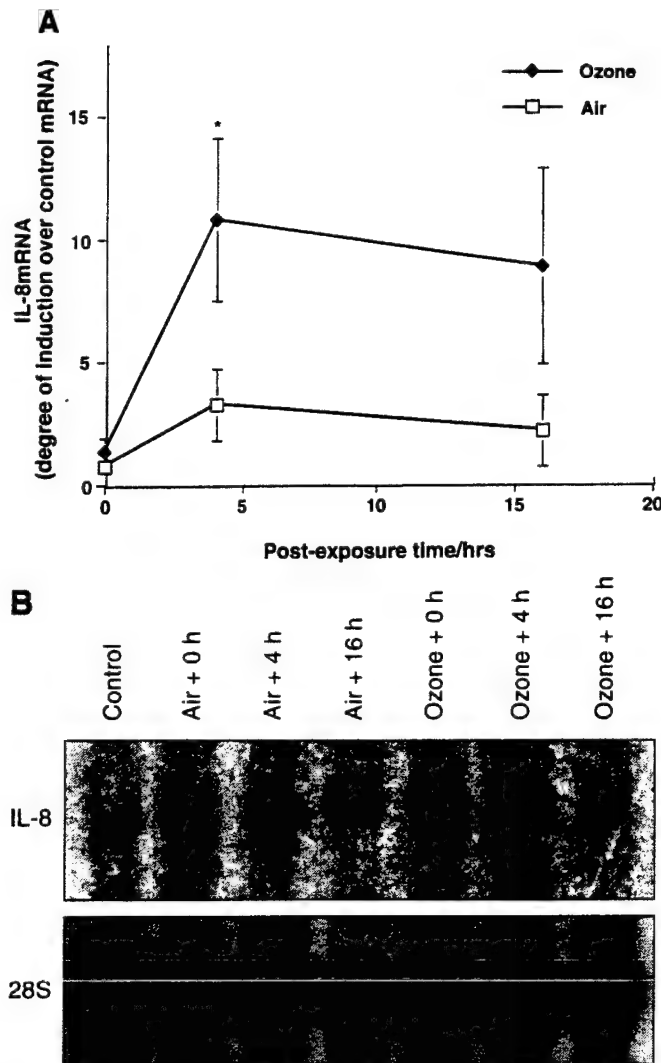 A
IL-8mRNA
(degree of induction over control mRNA)
15
10
5
0
*
Ozone
Air
0
5
10
15
20
Post-exposure time/hrs
B
Control
Air + 0 h
Air + 4 h
Air + 16 h
Ozone + 0 h
Ozone + 4 h
Ozone + 16 h
IL-8
28S